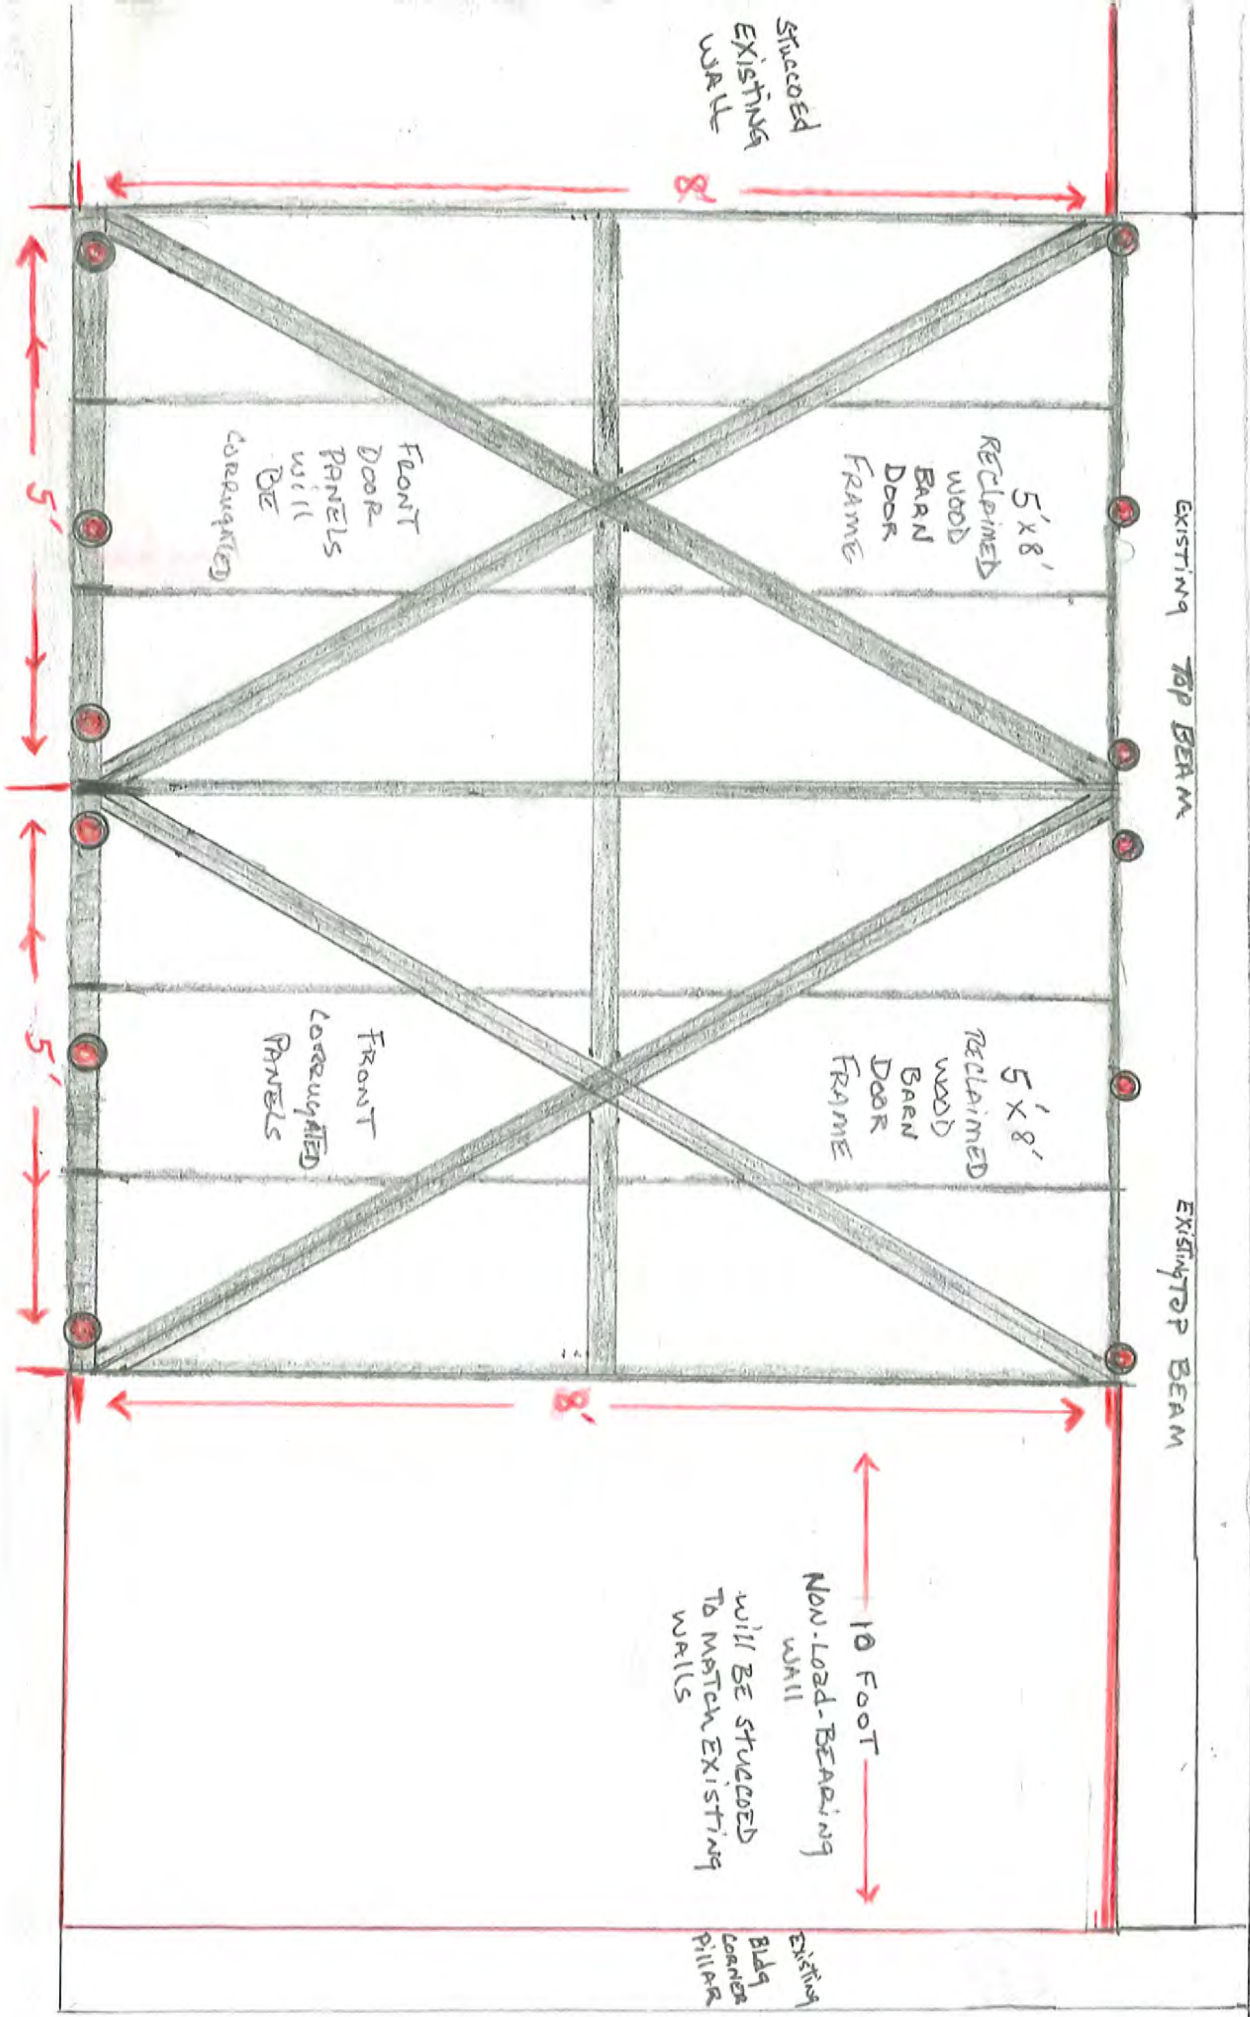 EXISTING TOP BEAM
EXISTING TOP BEAM
STUCCOED
EXISTING
WALL
8'
5'x8'
RECLAIMED
WOOD
BARN
DOOR
FRAME
5'x8'
RECLAIMED
WOOD
BARN
DOOR
FRAME
8'
10 FOOT
NON-LOAD-BEARING
WALL
WILL BE STUCCOED
TO MATCH EXISTING
WALLS
EXISTING
BLDG
CORNER
PILLAR
FRONT
DOOR
PANELS
WILL
BE
CORRUGATED
FRONT
CORRUGATED
PANELS
5'
5'